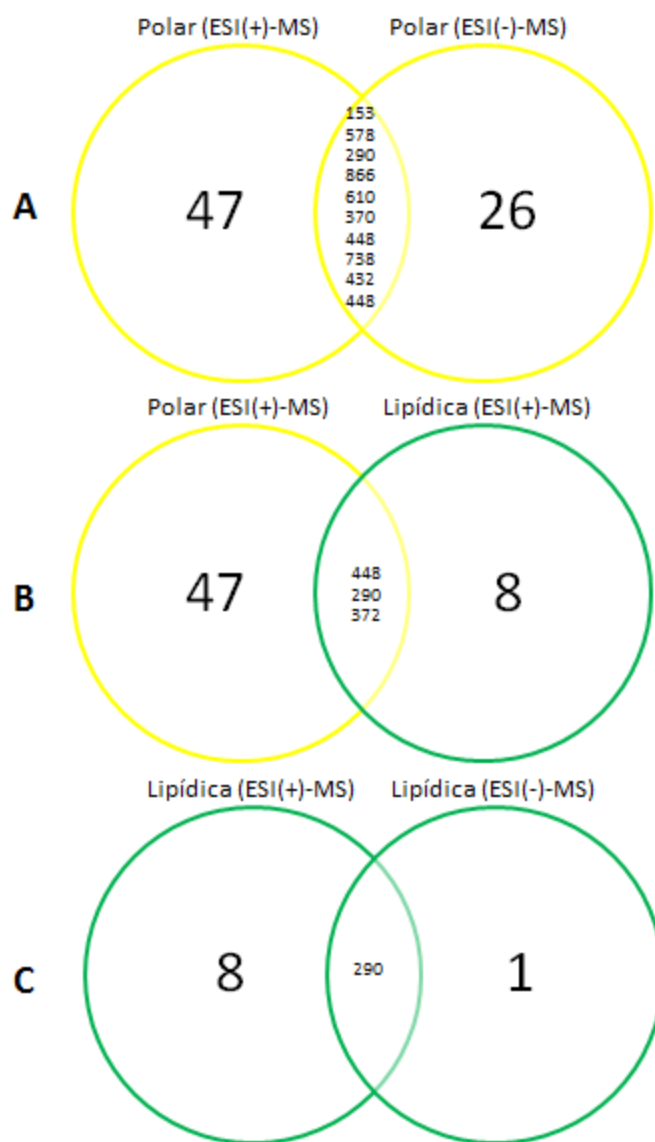 Polar (ESI(+)-MS) Polar (ESI(-)-MS)
153
578
290
866
610
370
448
738
432
448
A 47 26
Polar (ESI(+)-MS) Lipídica (ESI(+)-MS)
448
290
372
B 47 8
Lipídica (ESI(+)-MS) Lipídica (ESI(-)-MS)
C 8 290 1